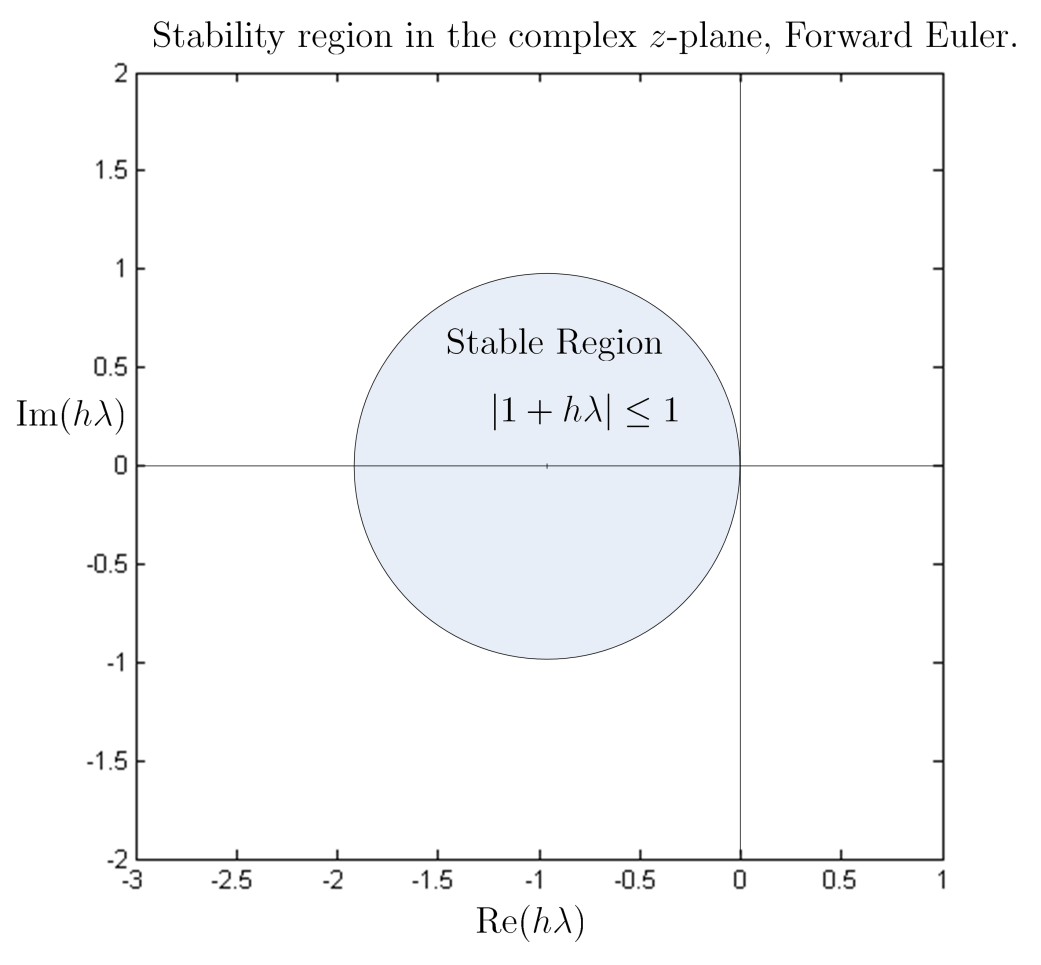 Stability region in the complex z-plane, Forward Euler.
2
1.5
1
Stable Region
0.5
|1 + hλ| ≤ 1
Im(hλ)
0
-0.5
-1
-1.5
-2
-3 -2.5 -2 -1.5 -1 -0.5 0 0.5 1
Re(hλ)